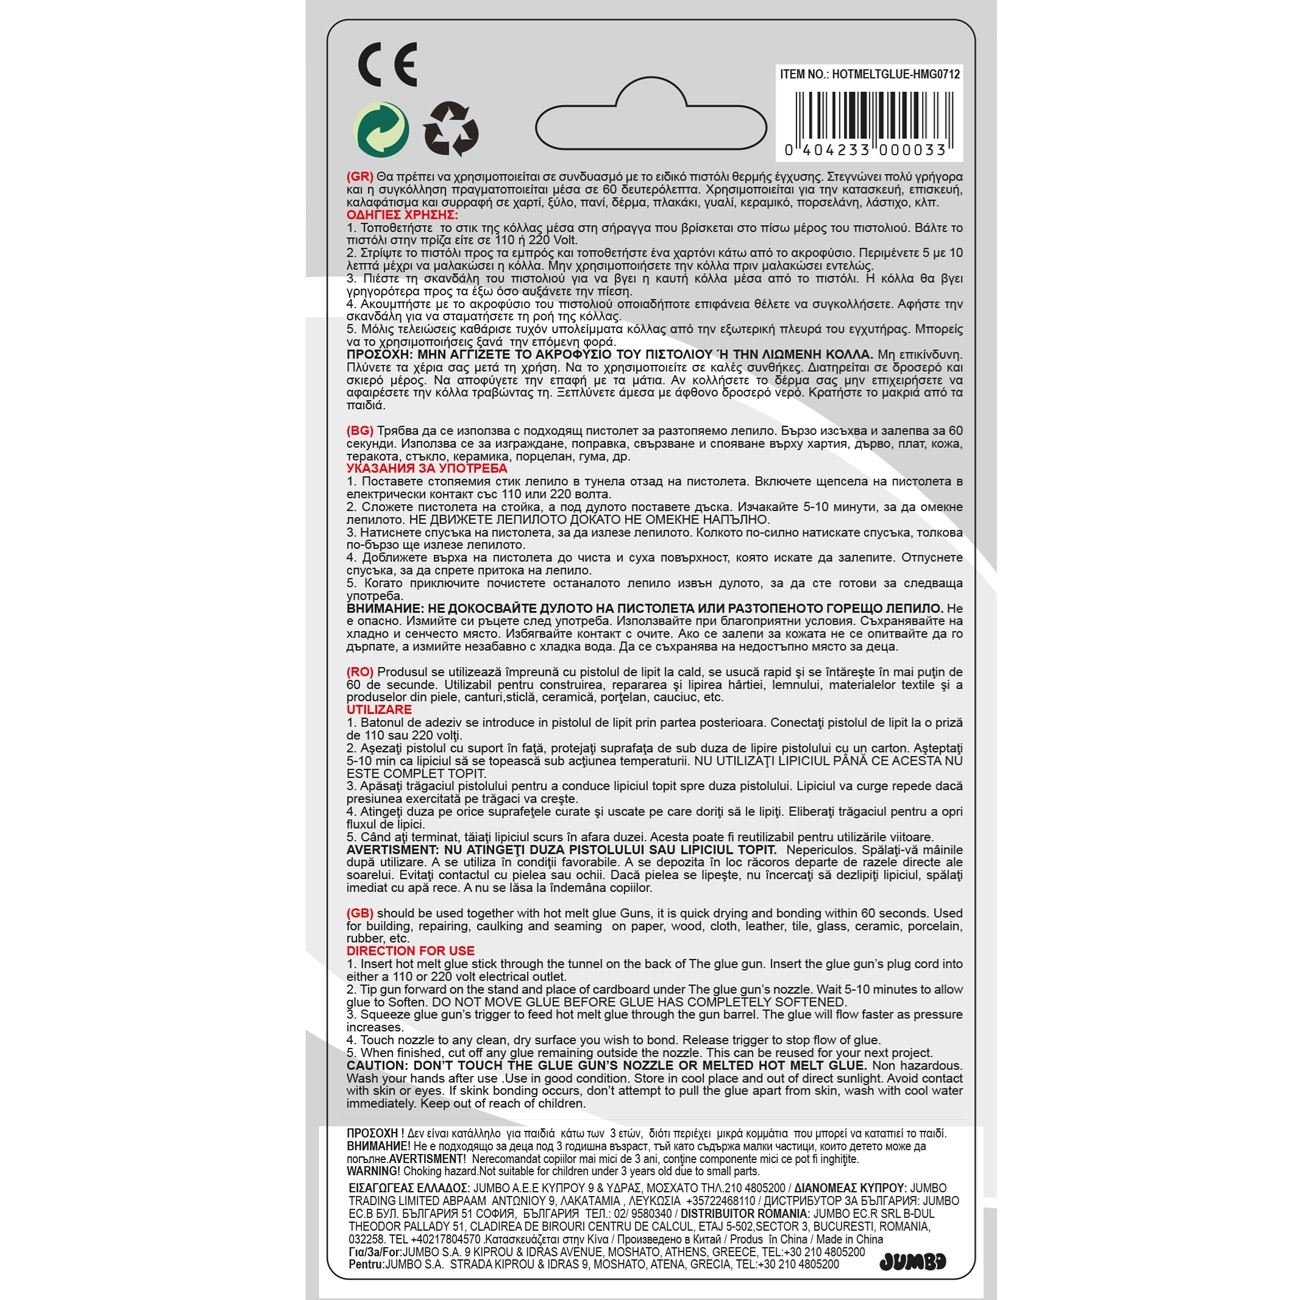 CE
ITEM NO.: HOTMELTGLUE-HMG0712
0 404233 000033
(GR) Θα πρέπει να χρησιμοποιείται σε συνδυασμό με το ειδικό πιστόλι θερμής έγχυσης. Στεγνώνει πολύ γρήγορα
και η συγκόλληση πραγματοποιείται μέσα σε 60 δευτερόλεπτα. Χρησιμοποιείται για την κατασκευή, επισκευή,
καλαφάτισμα και συρραφή σε χαρτί, ξύλο, πανί, δέρμα, πλακάκι, γυαλί, κεραμικό, πορσελάνη, λάστιχο, κλπ.
ΟΔΗΓΙΕΣ ΧΡΗΣΗΣ:
1. Τοποθετήστε το στικ της κόλλας μέσα στη σήραγγα που βρίσκεται στο πίσω μέρος του πιστολιού. Βάλτε το
πιστόλι στην πρίζα είτε σε 110 ή 220 Volt.
2. Στρίψτε το πιστόλι προς τα εμπρός και τοποθετήστε ένα χαρτόνι κάτω από το ακροφύσιο. Περιμένετε 5 με 10
λεπτά μέχρι να μαλακώσει η κόλλα. Μην χρησιμοποιήσετε την κόλλα πριν μαλακώσει εντελώς.
3. Πιέστε τη σκανδάλη του πιστολιού για να βγει η καυτή κόλλα μέσα από το πιστόλι. Η κόλλα θα βγει
γρηγορότερα προς τα έξω όσο αυξάνετε την πίεση.
4. Ακουμπήστε με το ακροφύσιο του πιστολιού οποιαδήποτε επιφάνεια θέλετε να συγκολλήσετε. Αφήστε την
σκανδάλη για να σταματήσετε τη ροή της κόλλας.
5. Μόλις τελειώσεις καθάρισε τυχόν υπολείμματα κόλλας από την εξωτερική πλευρά του εγχυτήρας. Μπορείς
να το χρησιμοποιήσεις ξανά την επόμενη φορά.
ΠΡΟΣΟΧΗ: ΜΗΝ ΑΓΓΙΖΕΤΕ ΤΟ ΑΚΡΟΦΥΣΙΟ ΤΟΥ ΠΙΣΤΟΛΙΟΥ Ή ΤΗΝ ΛΙΩΜΕΝΗ ΚΟΛΛΑ. Μη επικίνδυνη.
Πλύνετε τα χέρια σας μετά τη χρήση. Να το χρησιμοποιείτε σε καλές συνθήκες. Διατηρείται σε δροσερό και
σκιερό μέρος. Να αποφύγετε την επαφή με τα μάτια. Αν κολλήσετε το δέρμα σας μην επιχειρήσετε να
αφαιρέσετε την κόλλα τραβώντας τη. Ξεπλύνετε άμεσα με άφθονο δροσερό νερό. Κρατήστε το μακριά από τα
παιδιά.
(BG) Трябва да се използва с подходящ пистолет за разтопяемо лепило. Бързо изсъхва и залепва за 60
секунди. Използва се за изграждане, поправка, свързване и спояване върху хартия, дърво, плат, кожа,
теракота, стъкло, керамика, порцелан, гума, др.
УКАЗАНИЯ ЗА УПОТРЕБА
1. Поставете стопяемия стик лепило в тунела отзад на пистолета. Включете щепсела на пистолета в
електрически контакт със 110 или 220 волта.
2. Сложете пистолета на стойка, а под дулото поставете дъска. Изчакайте 5-10 минути, за да омекне
лепилото. НЕ ДВИЖЕТЕ ЛЕПИЛОТО ДОКАТО НЕ ОМЕКНЕ НАПЪЛНО.
3. Натиснете спусъка на пистолета, за да излезе лепилото. Колкото по-силно натискате спусъка, толкова
по-бързо ще излезе лепилото.
4. Доближете върха на пистолета до чиста и суха повърхност, която искате да залепите. Отпуснете
спусъка, за да спрете притока на лепило.
5. Когато приключите почистете останалото лепило извън дулото, за да сте готови за следваща
употреба.
ВНИМАНИЕ: НЕ ДОКОСВАЙТЕ ДУЛОТО НА ПИСТОЛЕТА ИЛИ РАЗТОПЕНОТО ГОРЕЩО ЛЕПИЛО. Не
е опасно. Измийте си ръцете след употреба. Използвайте при благоприятни условия. Съхранявайте на
хладно и сенчесто място. Избягвайте контакт с очите. Ако се залепи за кожата не се опитвайте да го
дърпате, а измийте незабавно с хладка вода. Да се съхранява на недостъпно място за деца.
(RO) Produsul se utilizează împreună cu pistolul de lipit la cald, se usucă rapid şi se întăreşte în mai puţin de
60 de secunde. Utilizabil pentru construirea, repararea şi lipirea hârtiei, lemnului, materialelor textile şi a
produselor din piele, canturi,sticlă, ceramică, porţelan, cauciuc, etc.
UTILIZARE
1. Batonul de adeziv se introduce in pistolul de lipit prin partea posterioara. Conectaţi pistolul de lipit la o priză
de 110 sau 220 volţi.
2. Aşezaţi pistolul cu suport în faţă, protejaţi suprafaţa de sub duza de lipire pistolului cu un carton. Aşteptaţi
5-10 min ca lipiciul să se topească sub acţiunea temperaturii. NU UTILIZAŢI LIPICIUL PÂNĂ CE ACESTA NU
ESTE COMPLET TOPIT.
3. Apăsaţi trăgaciul pistolului pentru a conduce lipiciul topit spre duza pistolului. Lipiciul va curge repede dacă
presiunea exercitată pe trăgaci va creşte.
4. Atingeţi duza pe orice suprafeţele curate şi uscate pe care doriţi să le lipiţi. Eliberaţi trăgaciul pentru a opri
fluxul de lipici.
5. Când aţi terminat, tăiaţi lipiciul scurs în afara duzei. Acesta poate fi reutilizabil pentru utilizările viitoare.
AVERTISMENT: NU ATINGEŢI DUZA PISTOLULUI SAU LIPICIUL TOPIT. Nepericulos. Spălaţi-vă mâinile
după utilizare. A se utiliza în condiţii favorabile. A se depozita în loc răcoros departe de razele directe ale
soarelui. Evitaţi contactul cu pielea sau ochii. Dacă pielea se lipeşte, nu încercaţi să dezlipiţi lipiciul, spălaţi
imediat cu apă rece. A nu se lăsa la îndemâna copiilor.
(GB) should be used together with hot melt glue Guns, it is quick drying and bonding within 60 seconds. Used
for building, repairing, caulking and seaming on paper, wood, cloth, leather, tile, glass, ceramic, porcelain,
rubber, etc.
DIRECTION FOR USE
1. Insert hot melt glue stick through the tunnel on the back of The glue gun. Insert the glue gun's plug cord into
either a 110 or 220 volt electrical outlet.
2. Tip gun forward on the stand and place of cardboard under The glue gun's nozzle. Wait 5-10 minutes to allow
glue to Soften. DO NOT MOVE GLUE BEFORE GLUE HAS COMPLETELY SOFTENED.
3. Squeeze glue gun's trigger to feed hot melt glue through the gun barrel. The glue will flow faster as pressure
increases.
4. Touch nozzle to any clean, dry surface you wish to bond. Release trigger to stop flow of glue.
5. When finished, cut off any glue remaining outside the nozzle. This can be reused for your next project.
CAUTION: DON'T TOUCH THE GLUE GUN'S NOZZLE OR MELTED HOT MELT GLUE. Non hazardous.
Wash your hands after use .Use in good condition. Store in cool place and out of direct sunlight. Avoid contact
with skin or eyes. If skink bonding occurs, don't attempt to pull the glue apart from skin, wash with cool water
immediately. Keep out of reach of children.
ΠΡΟΣΟΧΗ ! Δεν είναι κατάλληλο για παιδιά κάτω των 3 ετών, διότι περιέχει μικρά κομμάτια που μπορεί να καταπιεί το παιδί.
ВНИМАНИЕ! Не е подходящо за деца под 3 годишна възраст, тъй като съдържа малки частици, които детето може да
погълне.AVERTISMENT! Nerecomandat copiilor mai mici de 3 ani, conţine componente mici ce pot fi inghiţite.
WARNING! Choking hazard.Not suitable for children under 3 years old due to small parts.
ΕΙΣΑΓΩΓΕΑΣ ΕΛΛΑΔΟΣ: JUMBO Α.Ε.Ε ΚΥΠΡΟΥ 9 & ΥΔΡΑΣ, ΜΟΣΧΑΤΟ ΤΗΛ.210 4805200 / ΔΙΑΝΟΜΕΑΣ ΚΥΠΡΟΥ: JUMBO
TRADING LIMITED ΑΒΡΑΑΜ ΑΝΤΩΝΙΟΥ 9, ΛΑΚΑΤΑΜΙΑ , ΛΕΥΚΩΣΙΑ +35722468110 / ДИСТРИБУТОР ЗА БЪЛГАРИЯ: JUMBO
EC.B БУЛ. БЪЛГАРИЯ 51 СОФИЯ, БЪЛГАРИЯ ТЕЛ.: 02/ 9580340 / DISTRIBUITOR ROMANIA: JUMBO EC.R SRL B-DUL
THEODOR PALLADY 51, CLADIREA DE BIROURI CENTRU DE CALCUL, ETAJ 5-502,SECTOR 3, BUCURESTI, ROMANIA,
032258. TEL +40217804570 .Κατασκευάζεται στην Κίνα / Произведено в Китай / Produs în China / Made in China
Για/За/For:JUMBO S.A. 9 KIPROU & IDRAS AVENUE, MOSHATO, ATHENS, GREECE, TEL:+30 210 4805200
Pentru:JUMBO S.A. STRADA KIPROU & IDRAS 9, MOSHATO, ATENA, GRECIA, TEL:+30 210 4805200
JUMBO